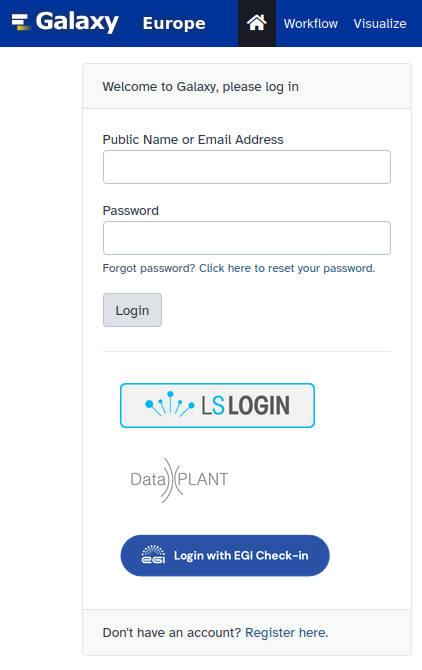 Galaxy Europe Workflow Visualize
Welcome to Galaxy, please log in
Public Name or Email Address
Password
Forgot password? Click here to reset your password.
Login
LS LOGIN
Data PLANT
EGI Login with EGI Check-in
Don't have an account? Register here.